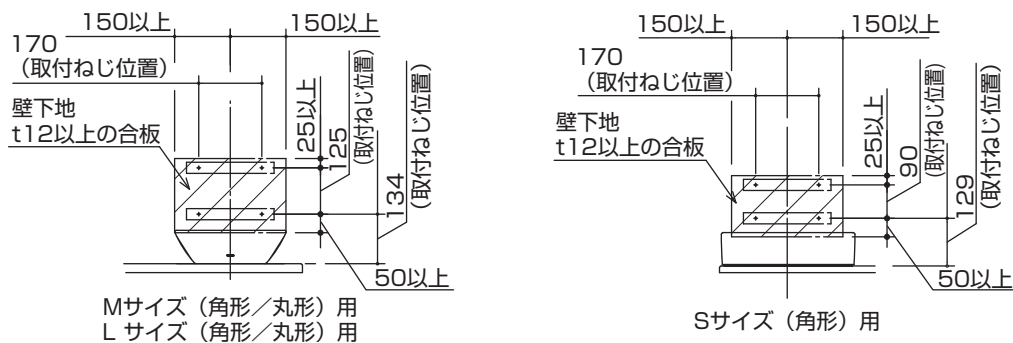 150以上
150以上
170
（取付ねじ位置）
壁下地
t12以上の合板
25以上
125
（取付ねじ位置）
134
（取付ねじ位置）
50以上
Mサイズ（角形／丸形）用
L サイズ（角形／丸形）用
150以上
150以上
170
（取付ねじ位置）
壁下地
t12以上の合板
25以上
90
（取付ねじ位置）
129
（取付ねじ位置）
50以上
Sサイズ（角形）用